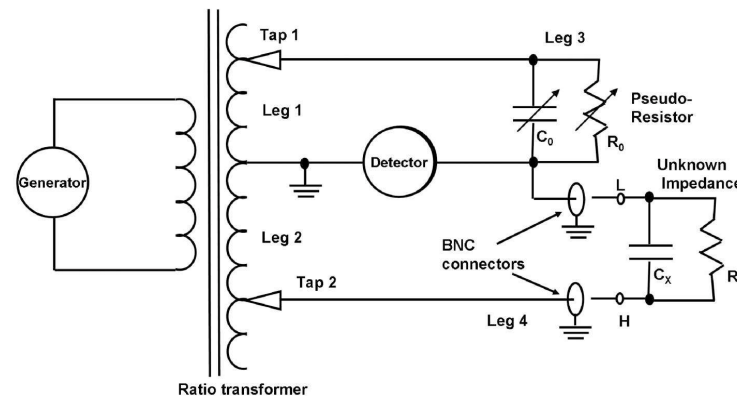 Tap 1
Leg 3
Leg 1
C0
R0
Pseudo-
Resistor
Generator
Detector
Unknown
Impedance
L
Leg 2
BNC
connectors
CX
R
Tap 2
Leg 4
H
Ratio transformer